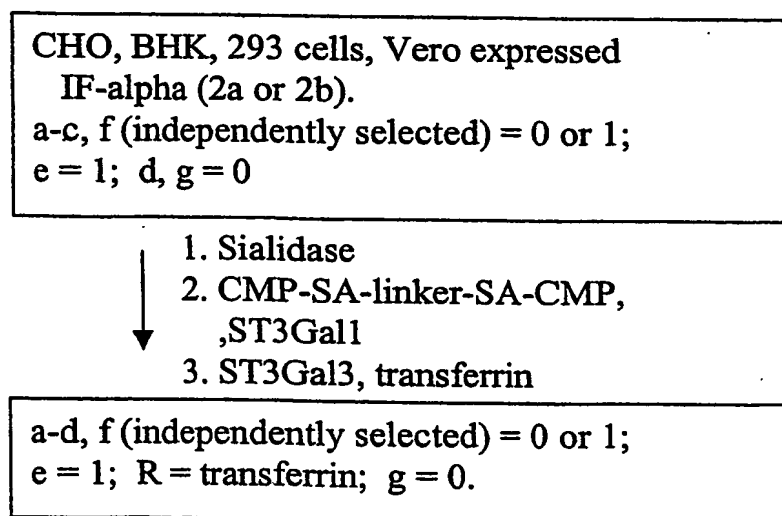 CHO, BHK, 293 cells, Vero expressed
IF-alpha (2a or 2b).
a-c, f (independently selected) = 0 or 1;
e = 1; d, g = 0
1. Sialidase
2. CMP-SA-linker-SA-CMP,
,ST3Gal1
3. ST3Gal3, transferrin
a-d, f (independently selected) = 0 or 1;
e = 1; R = transferrin; g = 0.